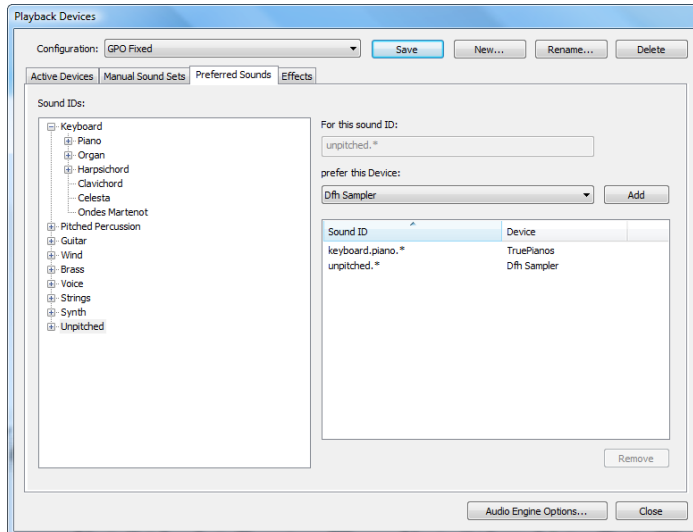 Playback Devices
Configuration: GPO Fixed Save New... Rename... Delete
Active Devices Manual Sound Sets Preferred Sounds Effects
Sound IDs:
Keyboard
Piano
Organ
Harpsichord
Clavichord
Celesta
Ondes Martenot
Pitched Percussion
Guitar
Wind
Brass
Voice
Strings
Synth
Unpitched
For this sound ID:
unpitched.*
prefer this Device:
Dfh Sampler Add
Sound ID Device
keyboard.piano.* TruePianos
unpitched.* Dfh Sampler
Remove
Audio Engine Options... Close